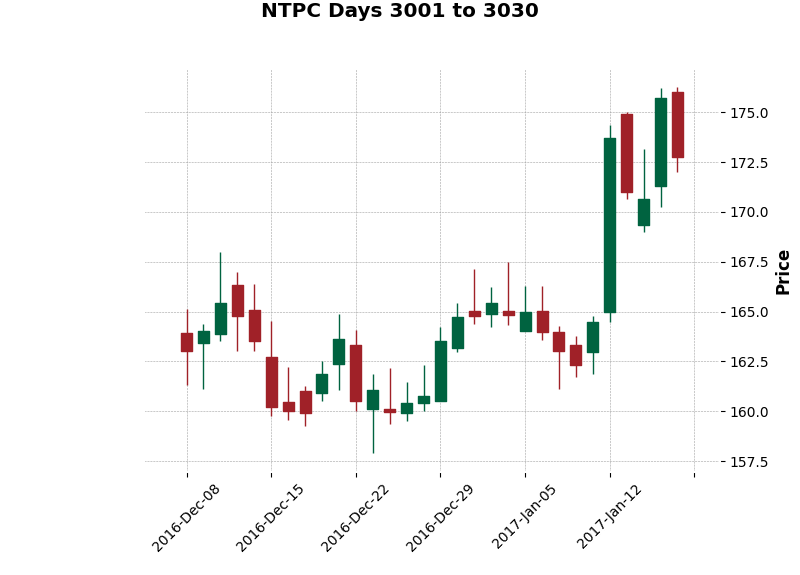 NTPC Days 3001 to 3030
175.0
172.5
170.0
167.5
165.0
162.5
160.0
157.5
Price
2016-Dec-08
2016-Dec-15
2016-Dec-22
2016-Dec-29
2017-Jan-05
2017-Jan-12